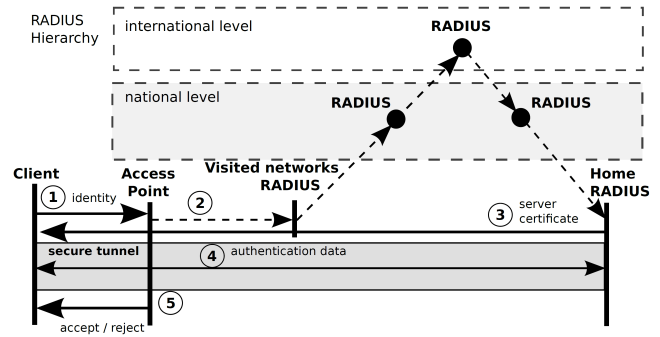 RADIUS
Hierarchy
international level
RADIUS
national level
RADIUS
RADIUS
Client
Access
Point
Visited networks
RADIUS
Home
RADIUS
1
identity
2
3
server
certificate
secure tunnel
4
authentication data
5
accept / reject